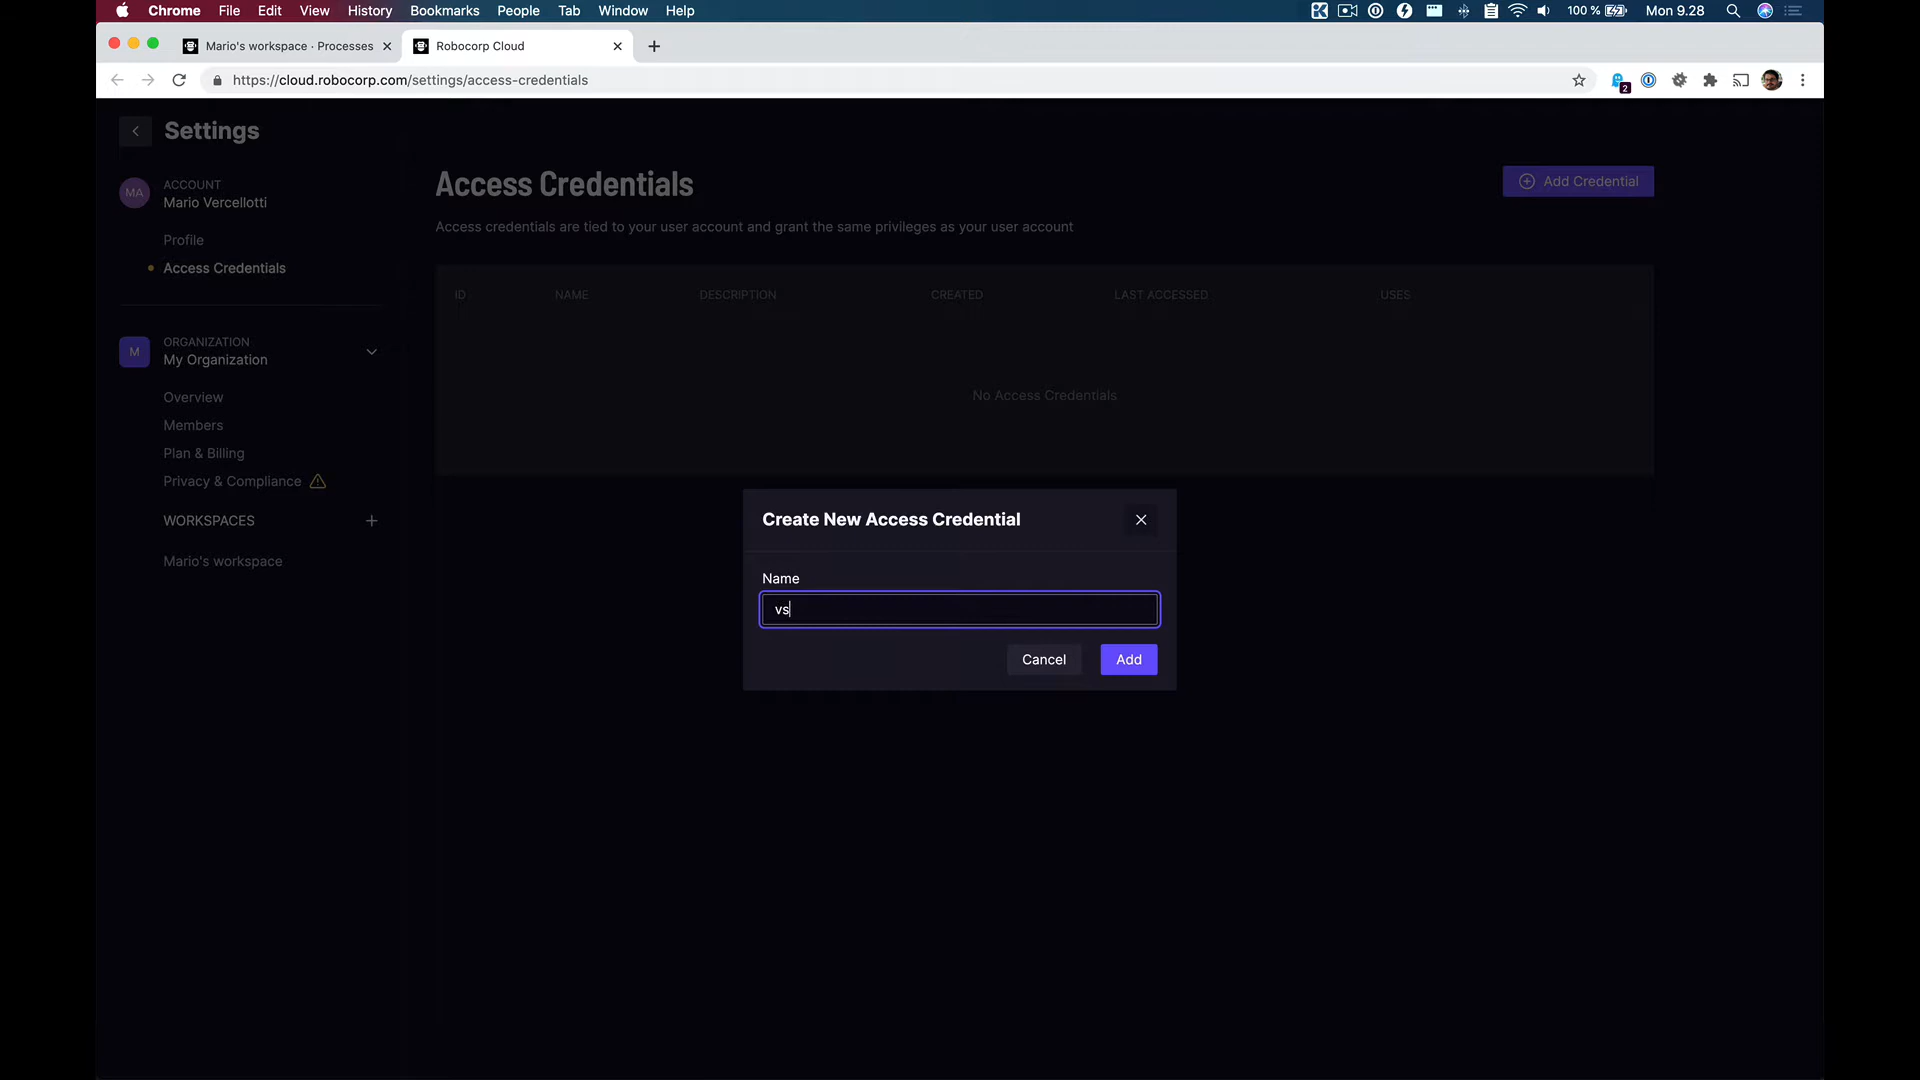 Chrome File Edit View History Bookmarks People Tab Window Help 100 % Mon 9.28
Mario's workspace · Processes Robocorp Cloud
https://cloud.robocorp.com/settings/access-credentials 2
Settings
MA ACCOUNT
Mario Vercellotti
Profile
Access Credentials
M ORGANIZATION
My Organization
Overview
Members
Plan & Billing
Privacy & Compliance
WORKSPACES
Mario's workspace
Access Credentials
Add Credential
Access credentials are tied to your user account and grant the same privileges as your user account
ID NAME DESCRIPTION CREATED LAST ACCESSED USES
No Access Credentials
Create New Access Credential
Name
vs
Cancel Add